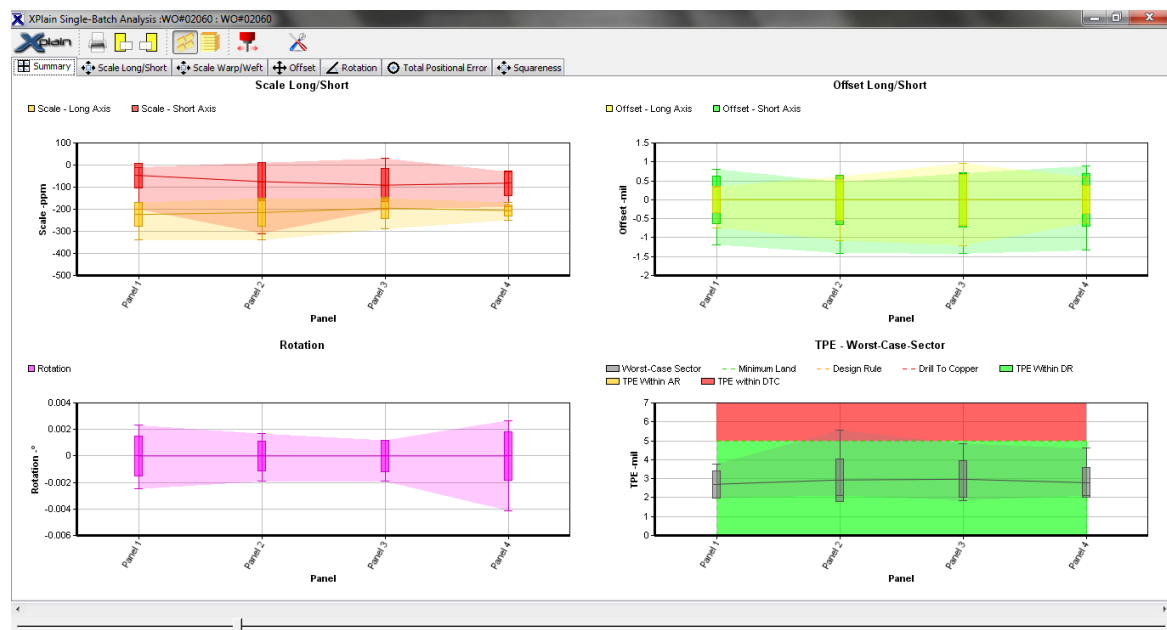 XPlain Single-Batch Analysis :WO#02060 : WO#02060
Xplain
Summary Scale Long/Short Scale Warp/Weft Offset Rotation Total Positional Error Squareness
Scale Long/Short
Scale - Long Axis Scale - Short Axis
Scale -ppm
100
0
-100
-200
-300
-400
-500
Panel 1 Panel 2 Panel 3 Panel 4
Panel
Offset Long/Short
Offset - Long Axis Offset - Short Axis
Offset -mil
1.5
1
0.5
0
-0.5
-1
-1.5
-2
Panel 1 Panel 2 Panel 3 Panel 4
Panel
Rotation
Rotation
Rotation -°
0.004
0.002
0
-0.002
-0.004
-0.006
Panel 1 Panel 2 Panel 3 Panel 4
Panel
TPE - Worst-Case-Sector
Worst-Case Sector Minimum Land Design Rule Drill To Copper TPE Within DR
TPE Within AR TPE within DTC
TPE -mil
7
6
5
4
3
2
1
0
Panel 1 Panel 2 Panel 3 Panel 4
Panel